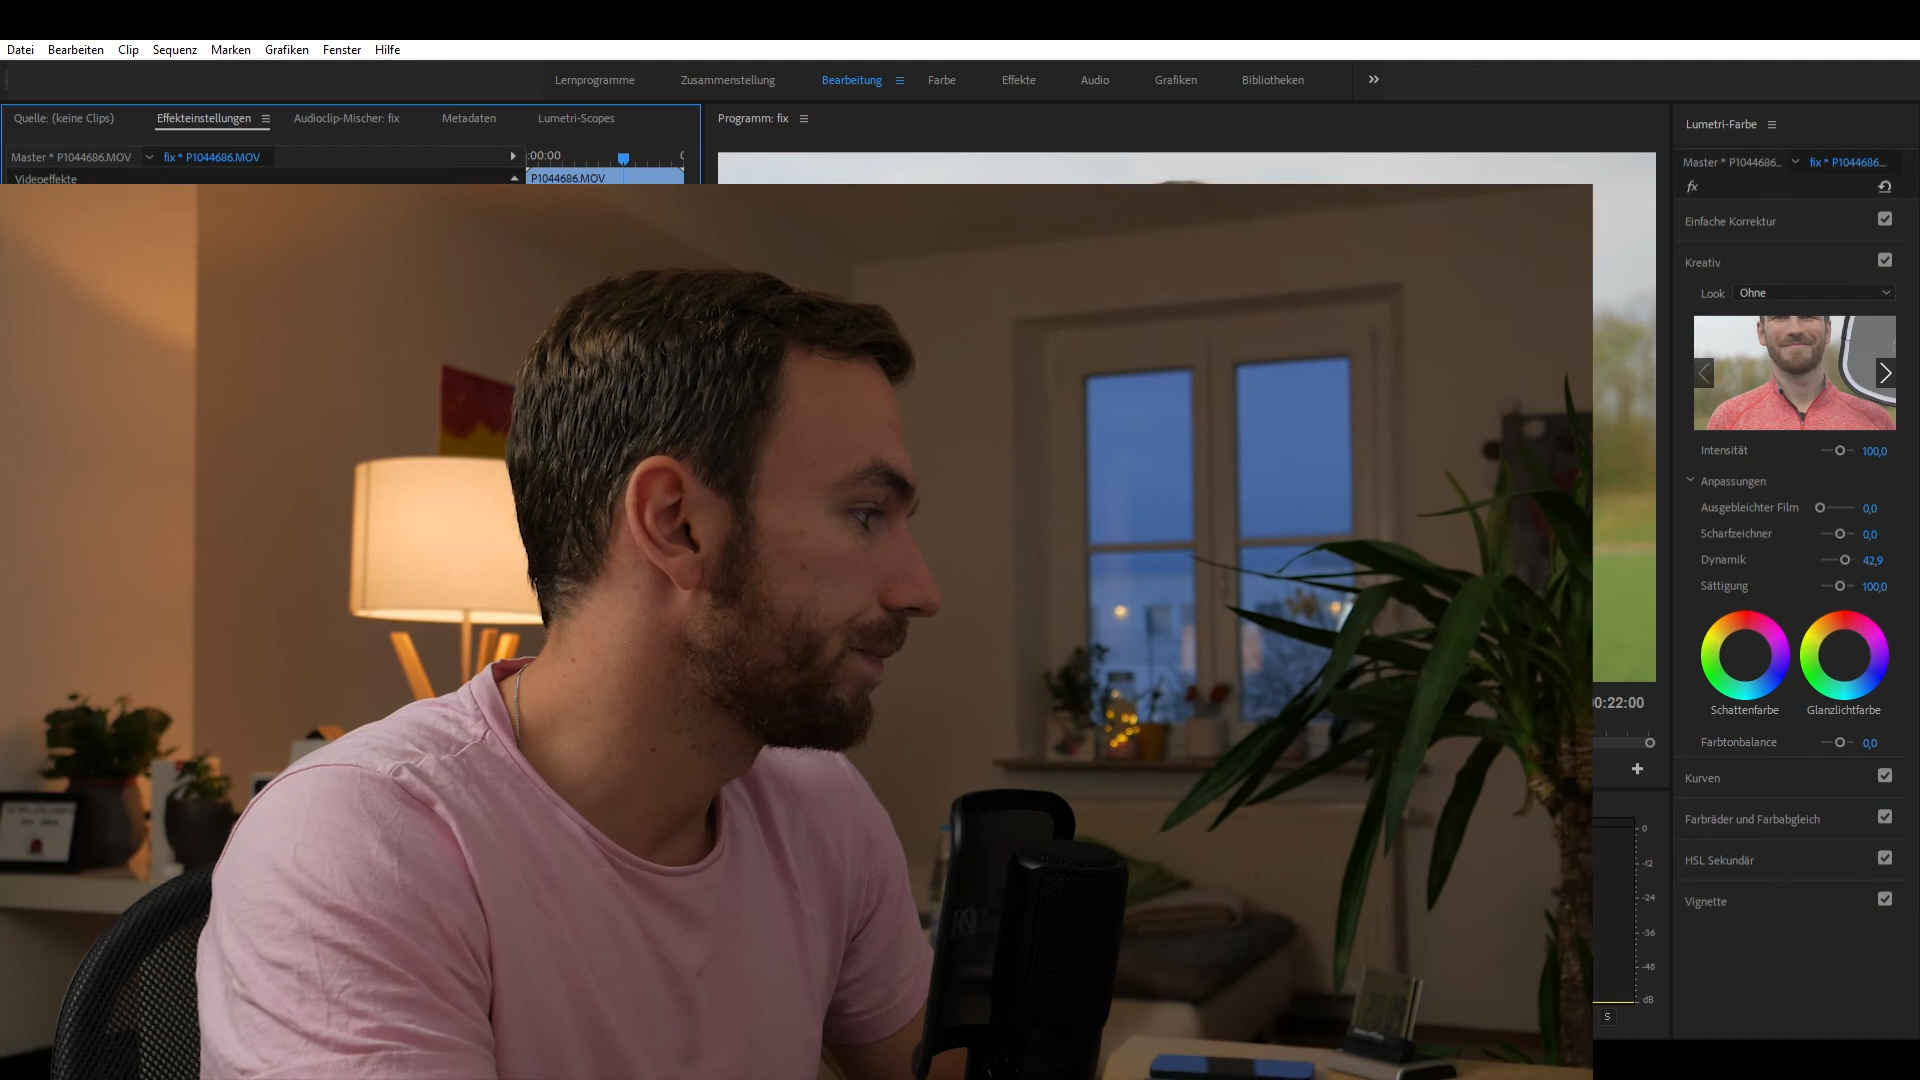 Datei Bearbeiten Clip Sequenz Marken Grafiken Fenster Hilfe
Lernprogramme Zusammenstellung Bearbeitung Farbe Effekte Audio Grafiken Bibliotheken
Quelle: (keine Clips) Effekteinstellungen Audioclip-Mischer: fix Metadaten Lumetri-Scopes
Programm: fix
Lumetri-Farbe
Master * P1044686.MOV fix * P1044686.MOV
:00:00
Videoeffekte
P1044686.MOV
Master * P1044686... fix * P1044686...
fx
Einfache Korrektur
Kreativ
Look Ohne
Intensität 100,0
Anpassungen
Ausgebleichter Film 0,0
Scharfzeichner 0,0
Dynamik 42,9
Sättigung 100,0
Schattenfarbe Glanzlichtfarbe
Farbtonbalance 0,0
Kurven
Farbräder und Farbabgleich
HSL Sekundär
Vignette
0:22:00
0
-12
-24
-36
-48
dB
S